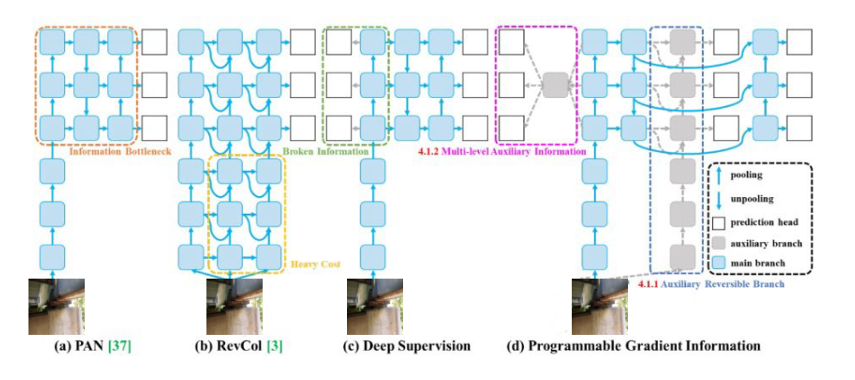 Information Bottleneck
Broken Information
4.1.2 Multi-level Auxiliary Information
Heavy Cost
pooling
unpooling
prediction head
auxiliary branch
main branch
4.1.1 Auxiliary Reversible Branch
(a) PAN [37]
(b) RevCol [3]
(c) Deep Supervision
(d) Programmable Gradient Information